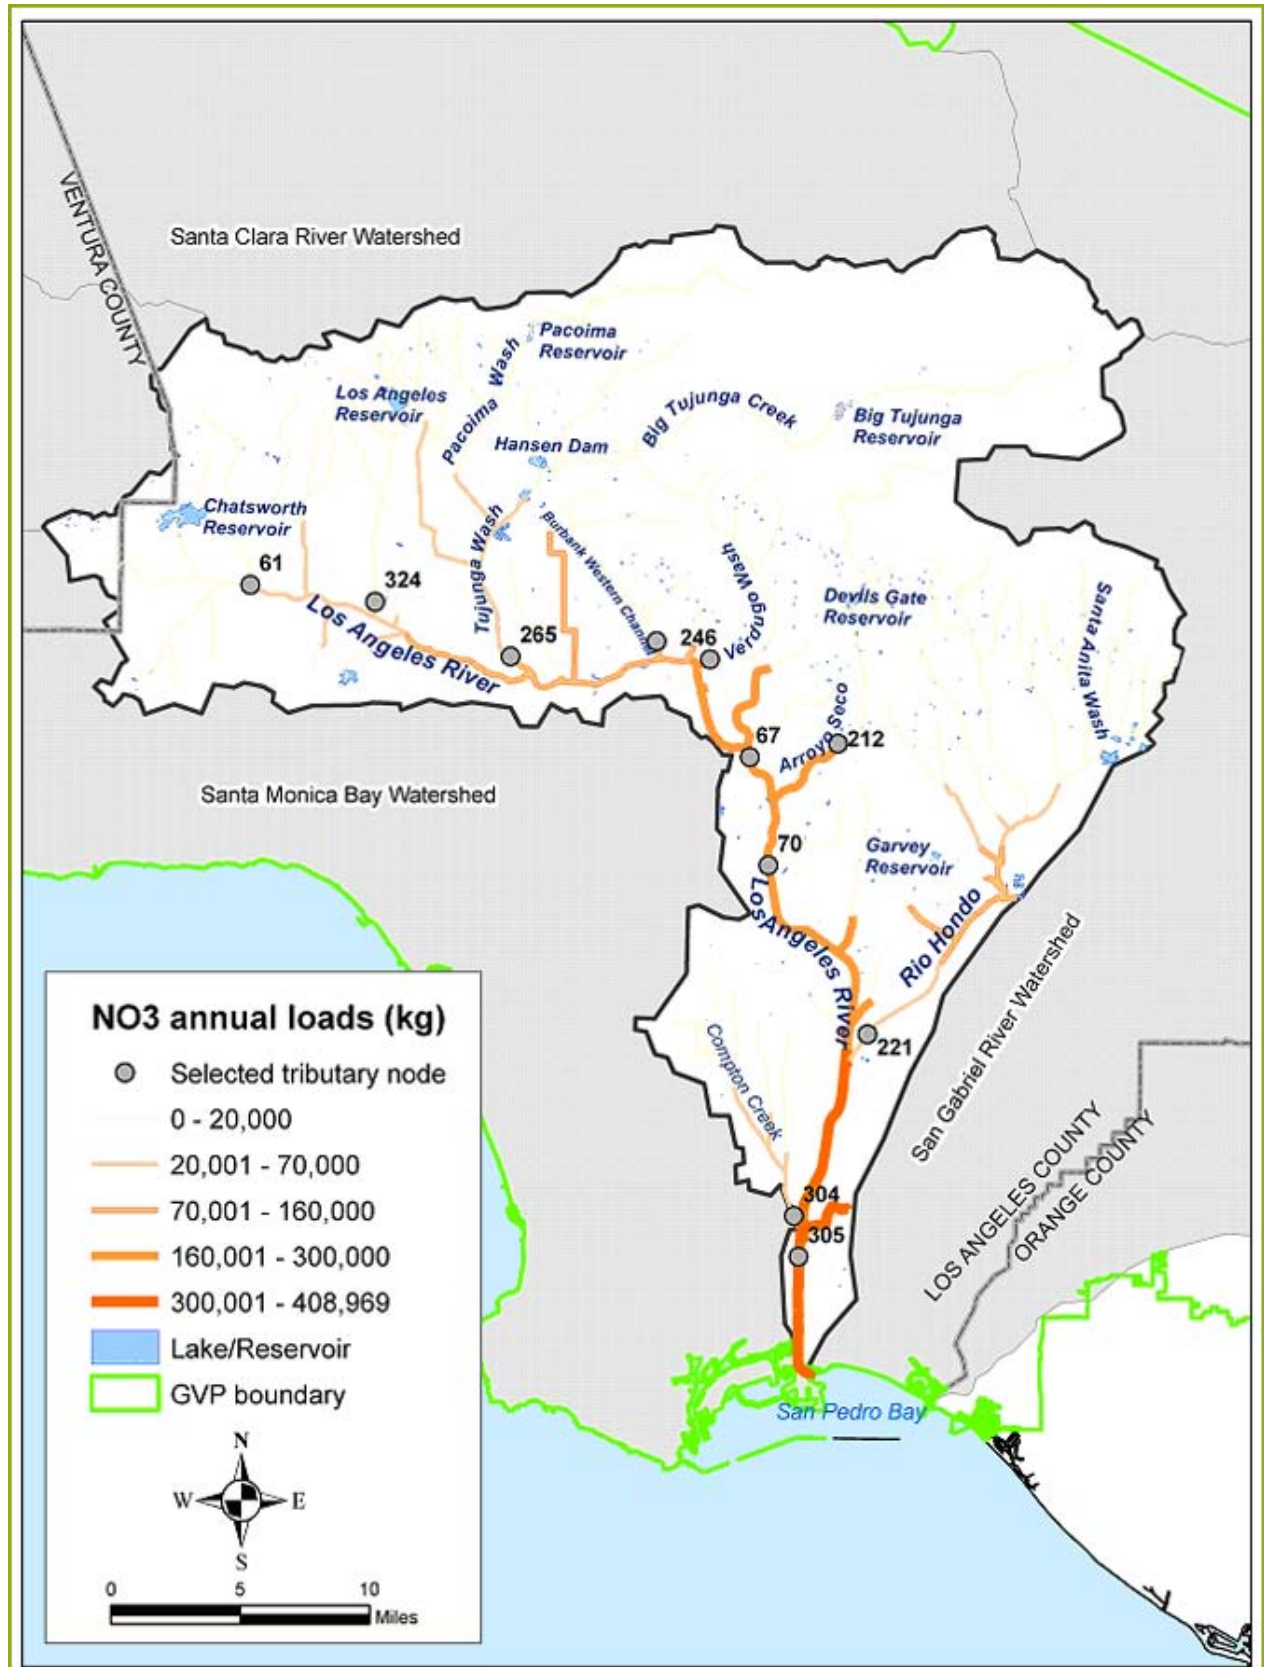 VENTURA COUNTY
Santa Clara River Watershed
Pacoima
Reservoir
Pacoima Wash
Los Angeles
Reservoir
Big Tujunga Creek
Big Tujunga
Reservoir
Hansen Dam
Chatsworth
Reservoir
Tujunga Wash
Burbank Western Channel
Verdugo Wash
Devils Gate
Reservoir
Santa Anita Wash
61
324
Los Angeles River
265
246
67
Arroyo Seco
212
Santa Monica Bay Watershed
70
Garvey
Reservoir
Los Angeles River
Rio Hondo
221
San Gabriel River Watershed
Compton Creek
304
305
LOS ANGELES COUNTY
ORANGE COUNTY
San Pedro Bay
NO3 annual loads (kg)
Selected tributary node
0 - 20,000
20,001 - 70,000
70,001 - 160,000
160,001 - 300,000
300,001 - 408,969
Lake/Reservoir
GVP boundary
N
W E
S
0 5 10
Miles